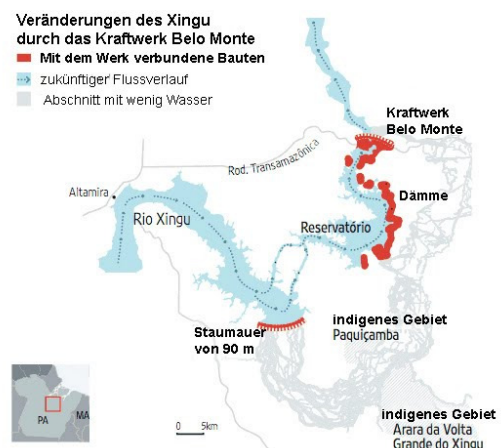 Veränderungen des Xingu
durch das Kraftwerk Belo Monte
Mit dem Werk verbundene Bauten
zukünftiger Flussverlauf
Abschnitt mit wenig Wasser
Kraftwerk
Belo Monte
Rod. Transamazônica
Altamira
Dämme
Rio Xingu
Reservatório
Staumauer
von 90 m
indigenes Gebiet
Paquiçamba
indigenes Gebiet
Arara da Volta
Grande do Xingu
PA
MA
0 5km